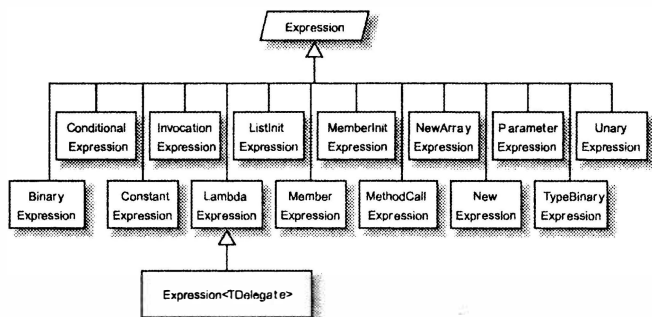 Expression
Conditional
Expression
Invocation
Expression
ListInit
Expression
MemberInit
Expression
NewArray
Expression
Parameter
Expression
Unary
Expression
Binary
Expression
Constant
Expression
Lambda
Expression
Member
Expression
MethodCall
Expression
New
Expression
TypeBinary
Expression
Expression<TDelegate>